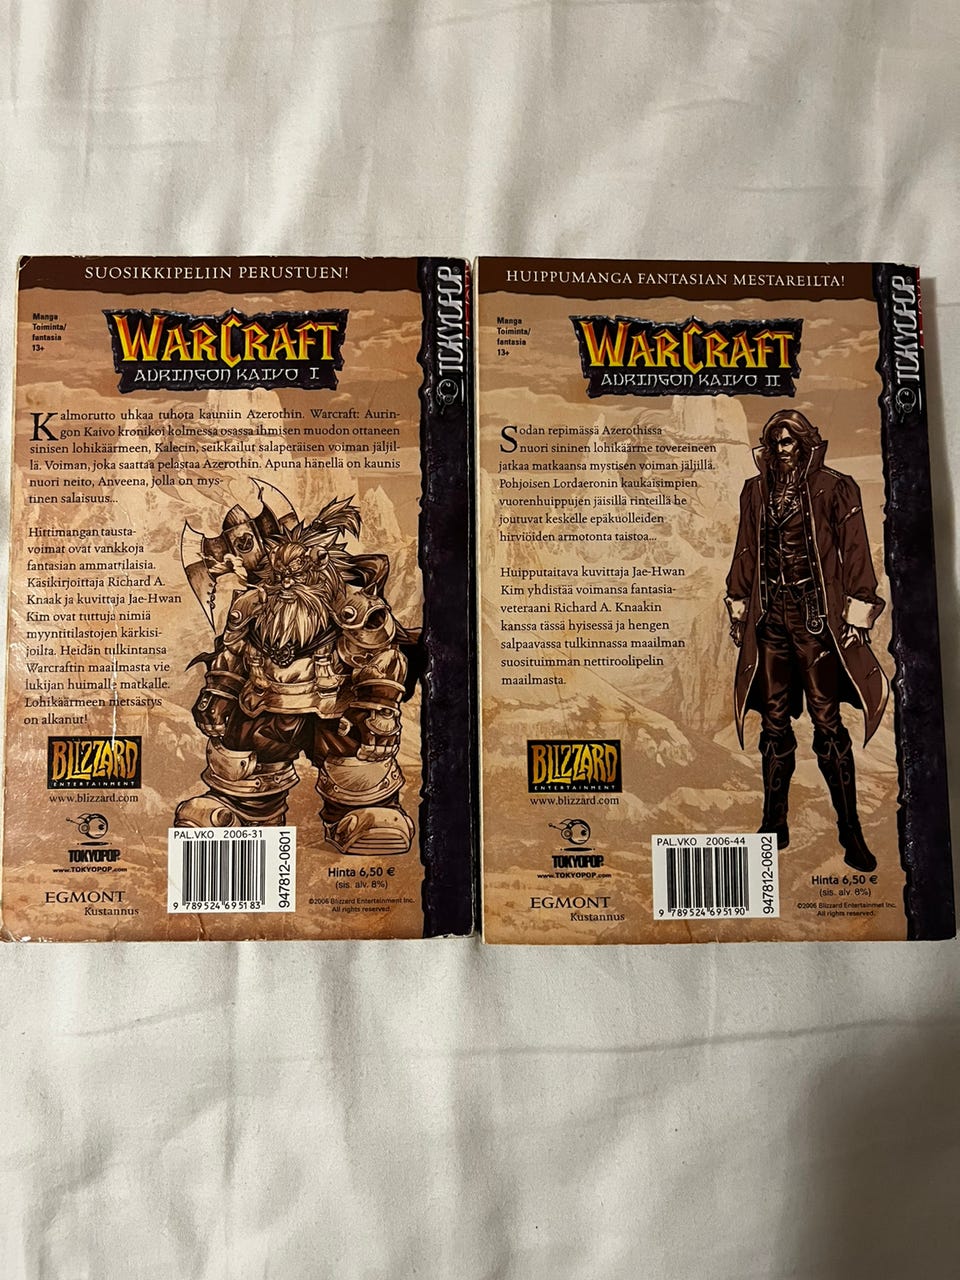 SUOSIKKIPELIIN PERUSTUEN!
TOKYOPOP
Manga
Toiminta/
fantasia
13+
WARCRAFT
AURINGON KAIVO I
Kalmorutto uhkaa tuhota kauniin Azerothin. Warcraft: Aurin-
gon Kaivo kronikoi kolmessa osassa ihmisen muodon ottaneen
sinisen lohikäärmeen, Kalecin, seikkailut salaperäisen voiman jäljil-
lä. Voiman, joka saattaa pelastaa Azerothin. Apuna hänellä on kaunis
nuori neito, Anveena, jolla on mys-
tinen salaisuus...
Hittimangan tausta-
voimat ovat vankkoja
fantasian ammattilaisia.
Käsikirjoittaja Richard A.
Knaak ja kuvittaja Jae-Hwan
Kim ovat tuttuja nimiä
myyntitilastojen kärkisi-
joilta. Heidän tulkintansa
Warcraftin maailmasta vie
lukijan huimalle matkalle.
Lohikäärmeen metsästys
on alkanut!
BLIZZARD
ENTERTAINMENT
www.blizzard.com
TOKYOPOP
www.TOKYOPOP.com
EGMONT
Kustannus
PAL.VKO 2006-31
9 789524 695183
947812-0601
Hinta 6,50 €
(sis. alv. 8%)
©2006 Blizzard Entertainment Inc.
All rights reserved.
HUIPPUMANGA FANTASIAN MESTAREILTA!
TOKYOPOP
Manga
Toiminta/
fantasia
13+
WARCRAFT
AURINGON KAIVO II
Sodan repimässä Azerothissa
nuori sininen lohikäärme tovereineen
jatkaa matkaansa mystisen voiman jäljillä.
Pohjoisen Lordaeronin kaukaisimpien
vuorenhuippujen jäisillä rinteillä he
joutuvat keskelle epäkuolleiden
hirviöiden armotonta taistoa...
Huipputaitava kuvittaja Jae-Hwan
Kim yhdistää voimansa fantasia-
veteraani Richard A. Knaakin
kanssa tässä hyisessä ja hengen
salpaavassa tulkinnassa maailman
suosituimman nettiroolipelin
maailmasta.
BLIZZARD
ENTERTAINMENT
www.blizzard.com
TOKYOPOP
www.TOKYOPOP.com
EGMONT
Kustannus
PAL.VKO 2006-44
9 789524 695190
947812-0602
Hinta 6,50 €
(sis. alv. 8%)
©2006 Blizzard Entertainment Inc.
All rights reserved.